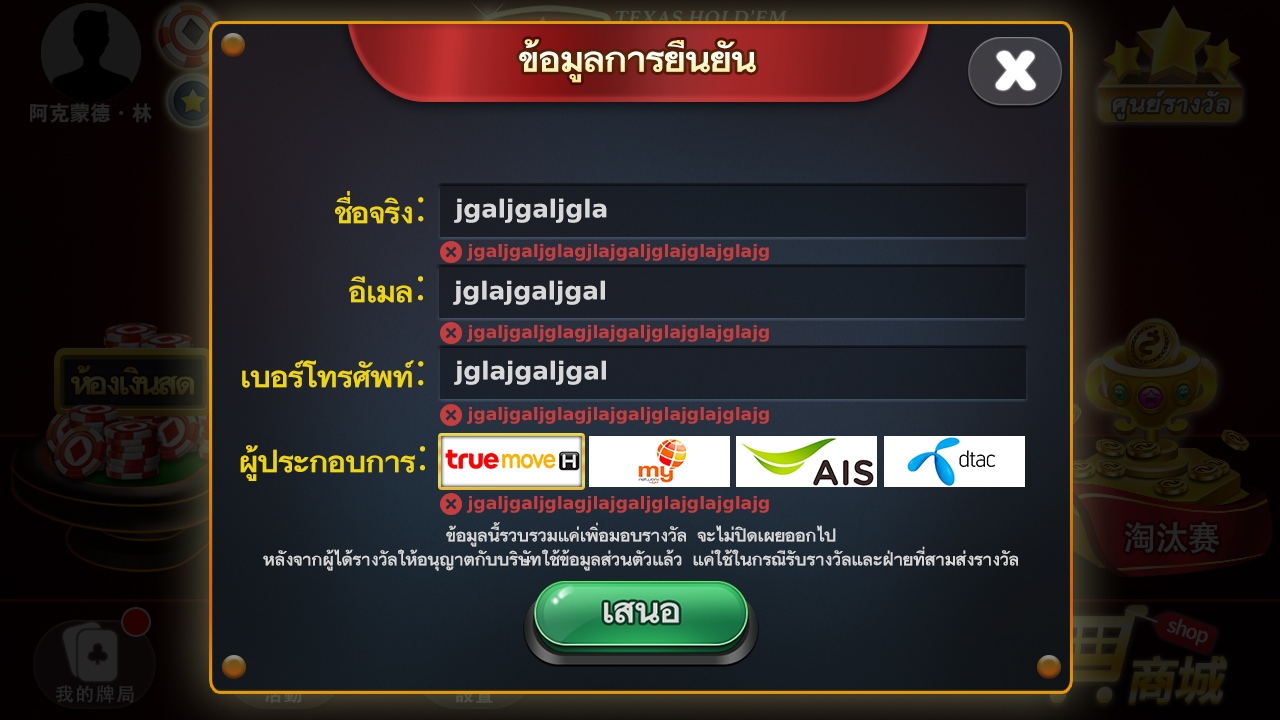 TEXAS HOLD'EM
ข้อมูลการยืนยัน
阿克蒙德·林
ศูนย์รางวัล
ชื่อจริง:
jgaljgaljgla
jgaljgaljglagjlajgaljglajglajglajg
อีเมล:
jglajgaljgal
jgaljgaljglagjlajgaljglajglajglajg
เบอร์โทรศัพท์:
jglajgaljgal
jgaljgaljglagjlajgaljglajglajglajg
ห้องเงินสด
ผู้ประกอบการ:
true move H
my
AIS
dtac
jgaljgaljglagjlajgaljglajglajglajg
ข้อมูลนี้รวบรวมแค่เพื่อมอบรางวัล จะไม่ปิดเผยออกไป
หลังจากผู้ได้รางวัลให้อนุญาตกับบริษัทใช้ข้อมูลส่วนตัวแล้ว แค่ใช้ในกรณีรับรางวัลและฝ่ายที่สามส่งรางวัล
淘汰赛
เสนอ
shop
商城
我的牌局
活動
設置